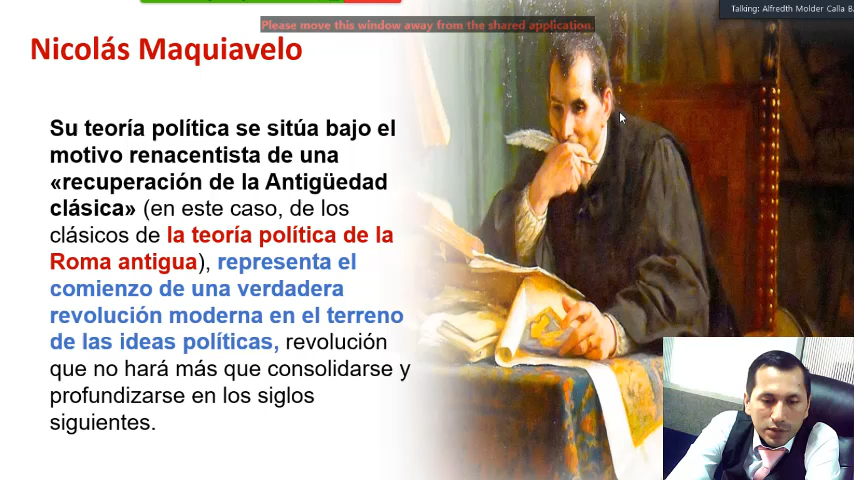 Talking: Alfredth Molder Calla B.
Please move this window away from the shared application.
Nicolás Maquiavelo
Su teoría política se sitúa bajo el
motivo renacentista de una
«recuperación de la Antigüedad
clásica» (en este caso, de los
clásicos de la teoría política de la
Roma antigua), representa el
comienzo de una verdadera
revolución moderna en el terreno
de las ideas políticas, revolución
que no hará más que consolidarse y
profundizarse en los siglos
siguientes.